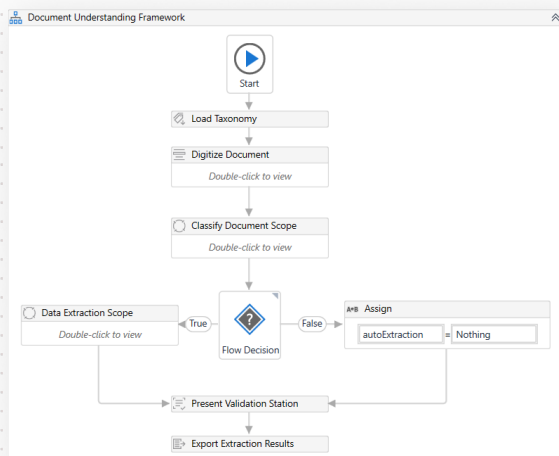 Document Understanding Framework
Start
Load Taxonomy
Digitize Document
Double-click to view
Classify Document Scope
Double-click to view
Data Extraction Scope
Double-click to view
True
?
Flow Decision
False
A*B Assign
autoExtraction = Nothing
Present Validation Station
Export Extraction Results